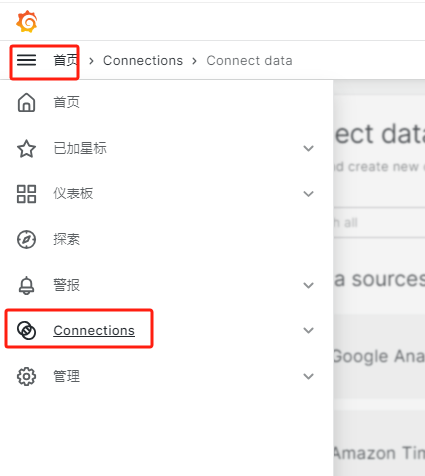 首页 › Connections › Connect data
首页
已加星标
仪表板
探索
警报
Connections
管理
ect data
nd create new
h all
a sources
Google Ana
Amazon Tim